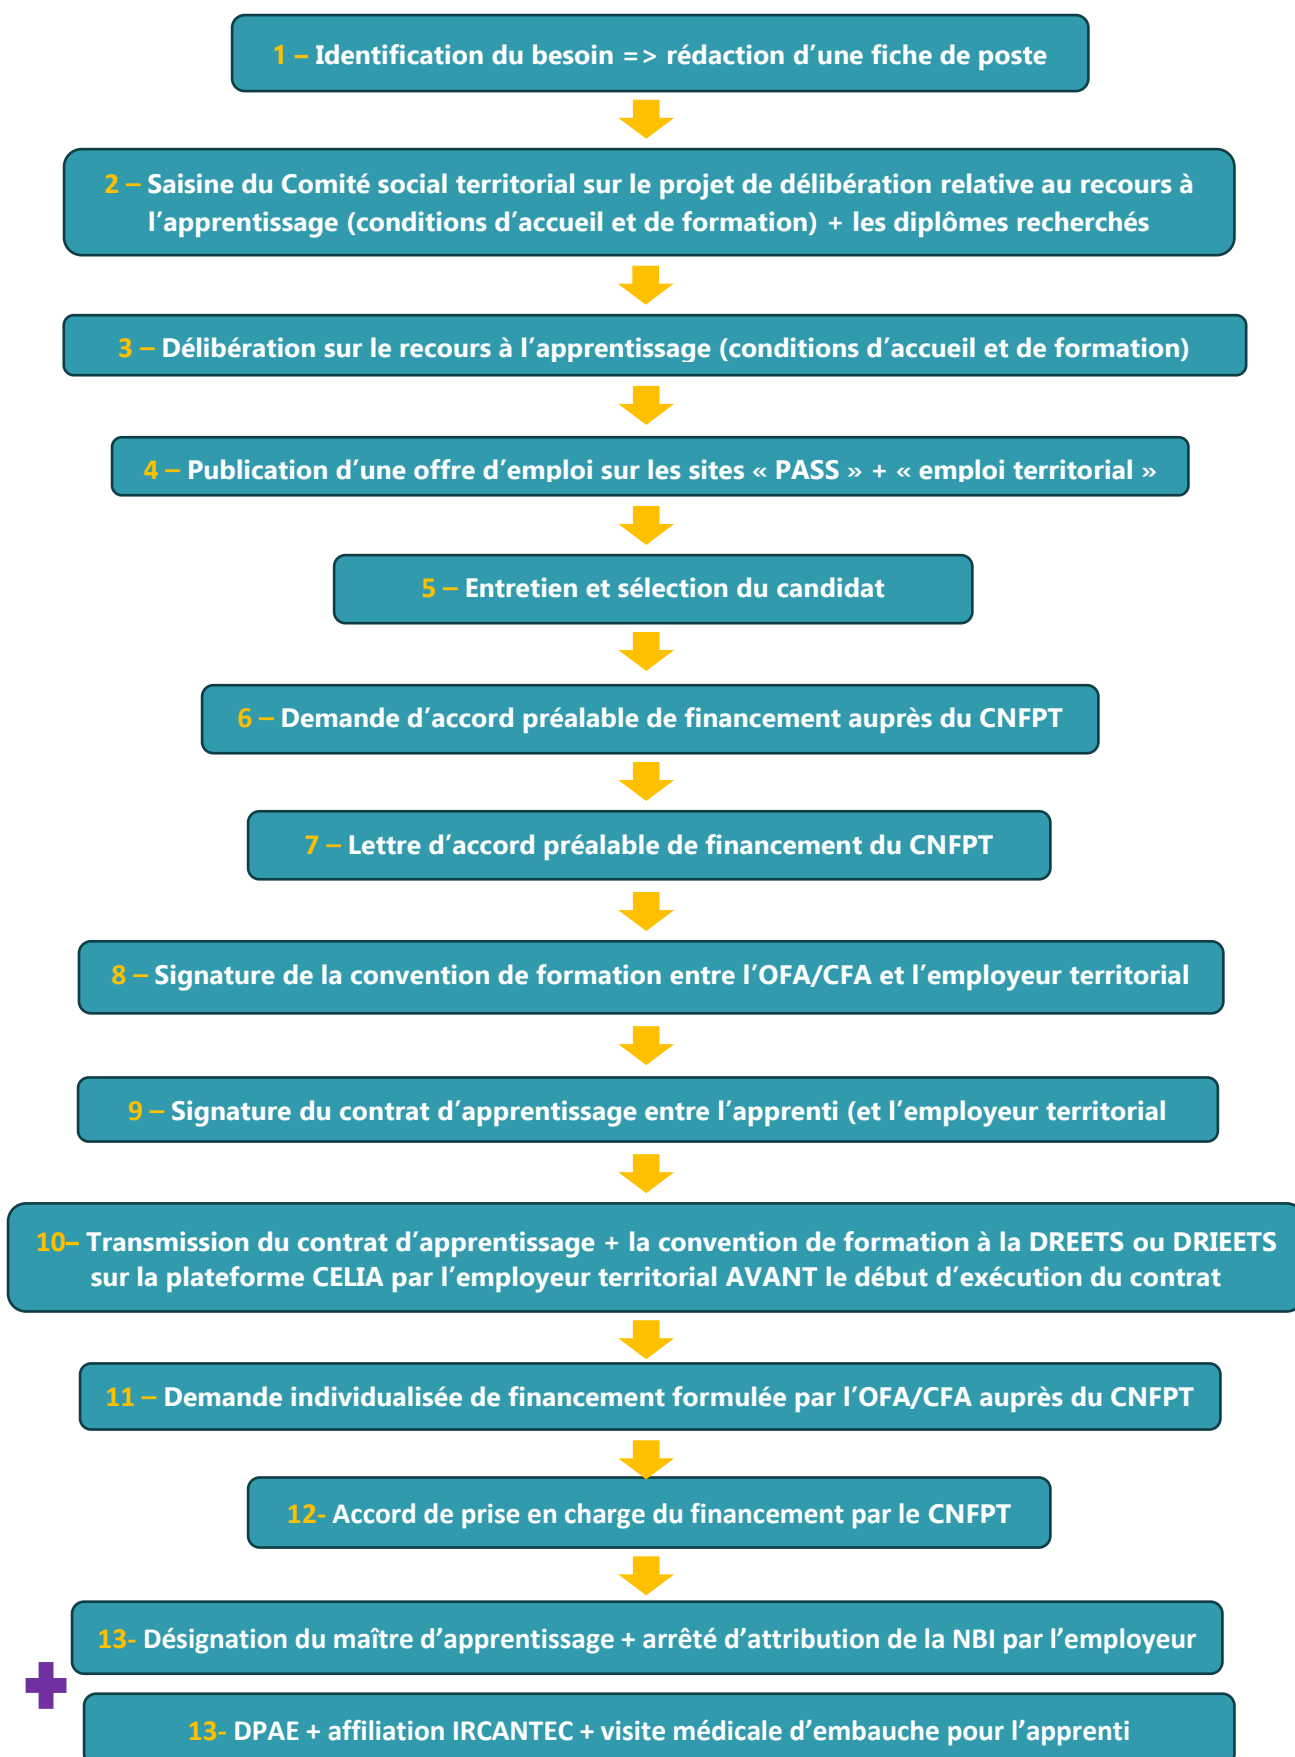 1 – Identification du besoin => rédaction d’une fiche de poste
2 – Saisine du Comité social territorial sur le projet de délibération relative au recours à
l’apprentissage (conditions d’accueil et de formation) + les diplômes recherchés
3 – Délibération sur le recours à l’apprentissage (conditions d’accueil et de formation)
4 – Publication d’une offre d’emploi sur les sites « PASS » + « emploi territorial »
5 – Entretien et sélection du candidat
6 – Demande d’accord préalable de financement auprès du CNFPT
7 – Lettre d’accord préalable de financement du CNFPT
8 – Signature de la convention de formation entre l’OFA/CFA et l’employeur territorial
9 – Signature du contrat d’apprentissage entre l’apprenti (et l’employeur territorial
10– Transmission du contrat d’apprentissage + la convention de formation à la DREETS ou DRIEETS
sur la plateforme CELIA par l’employeur territorial AVANT le début d’exécution du contrat
11 – Demande individualisée de financement formulée par l’OFA/CFA auprès du CNFPT
12- Accord de prise en charge du financement par le CNFPT
13- Désignation du maître d’apprentissage + arrêté d’attribution de la NBI par l’employeur
13- DPAE + affiliation IRCANTEC + visite médicale d’embauche pour l’apprenti